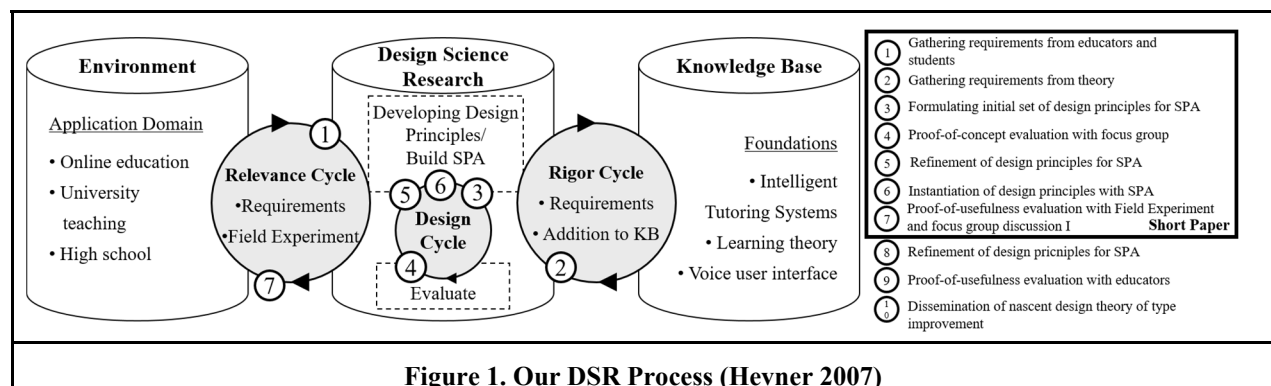 Environment
Application Domain
• Online education
• University
teaching
• High school
1
Relevance Cycle
•Requirements
•Field Experiment
7
Design Science
Research
Developing Design
Principles/
Build SPA
5
6
3
Design
Cycle
4
Evaluate
Rigor Cycle
• Requirements
• Addition to KB
2
Knowledge Base
Foundations
• Intelligent
Tutoring Systems
• Learning theory
• Voice user interface
1 Gathering requirements from educators and
students
2 Gathering requirements from theory
3 Formulating initial set of design principles for SPA
4 Proof-of-concept evaluation with focus group
5 Refinement of design principles for SPA
6 Instantiation of design principles with SPA
7 Proof-of-usefulness evaluation with Field Experiment
and focus group discussion I Short Paper
8 Refinement of design pricniples for SPA
9 Proof-of-usefulness evaluation with educators
10 Dissemination of nascent design theory of type
improvement
Figure 1. Our DSR Process (Hevner 2007)